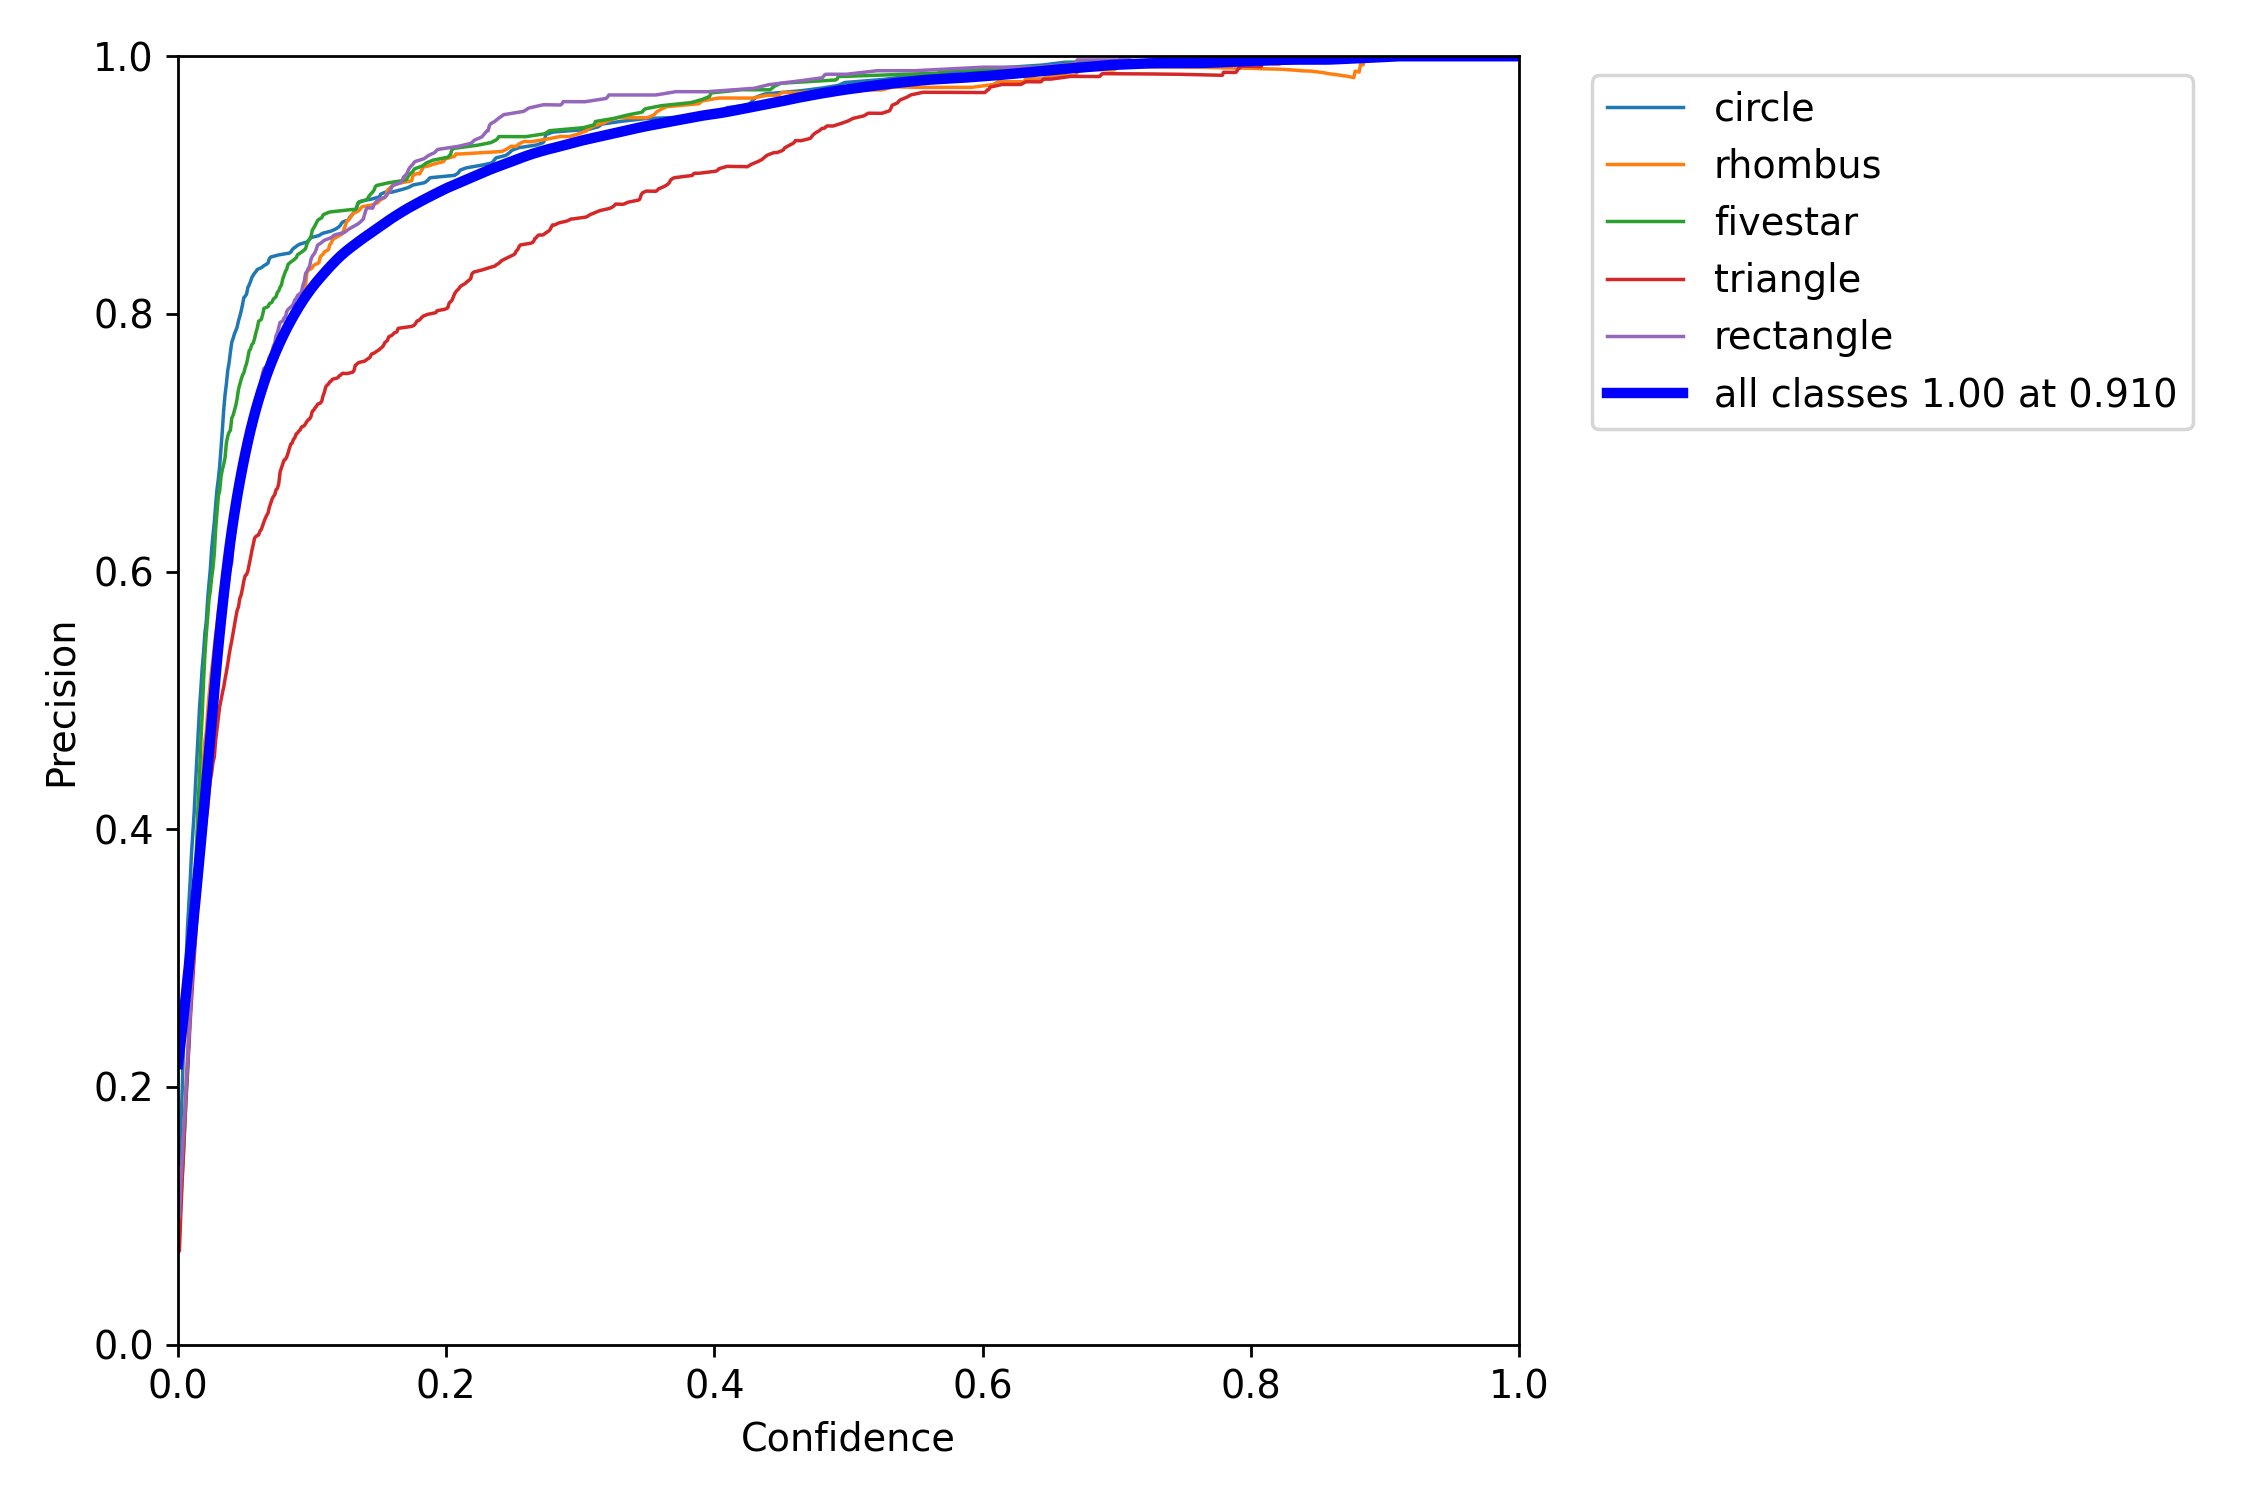 1.0
0.8
0.6
0.4
0.2
0.0
Precision
0.0 0.2 0.4 0.6 0.8 1.0
Confidence
circle
rhombus
fivestar
triangle
rectangle
all classes 1.00 at 0.910